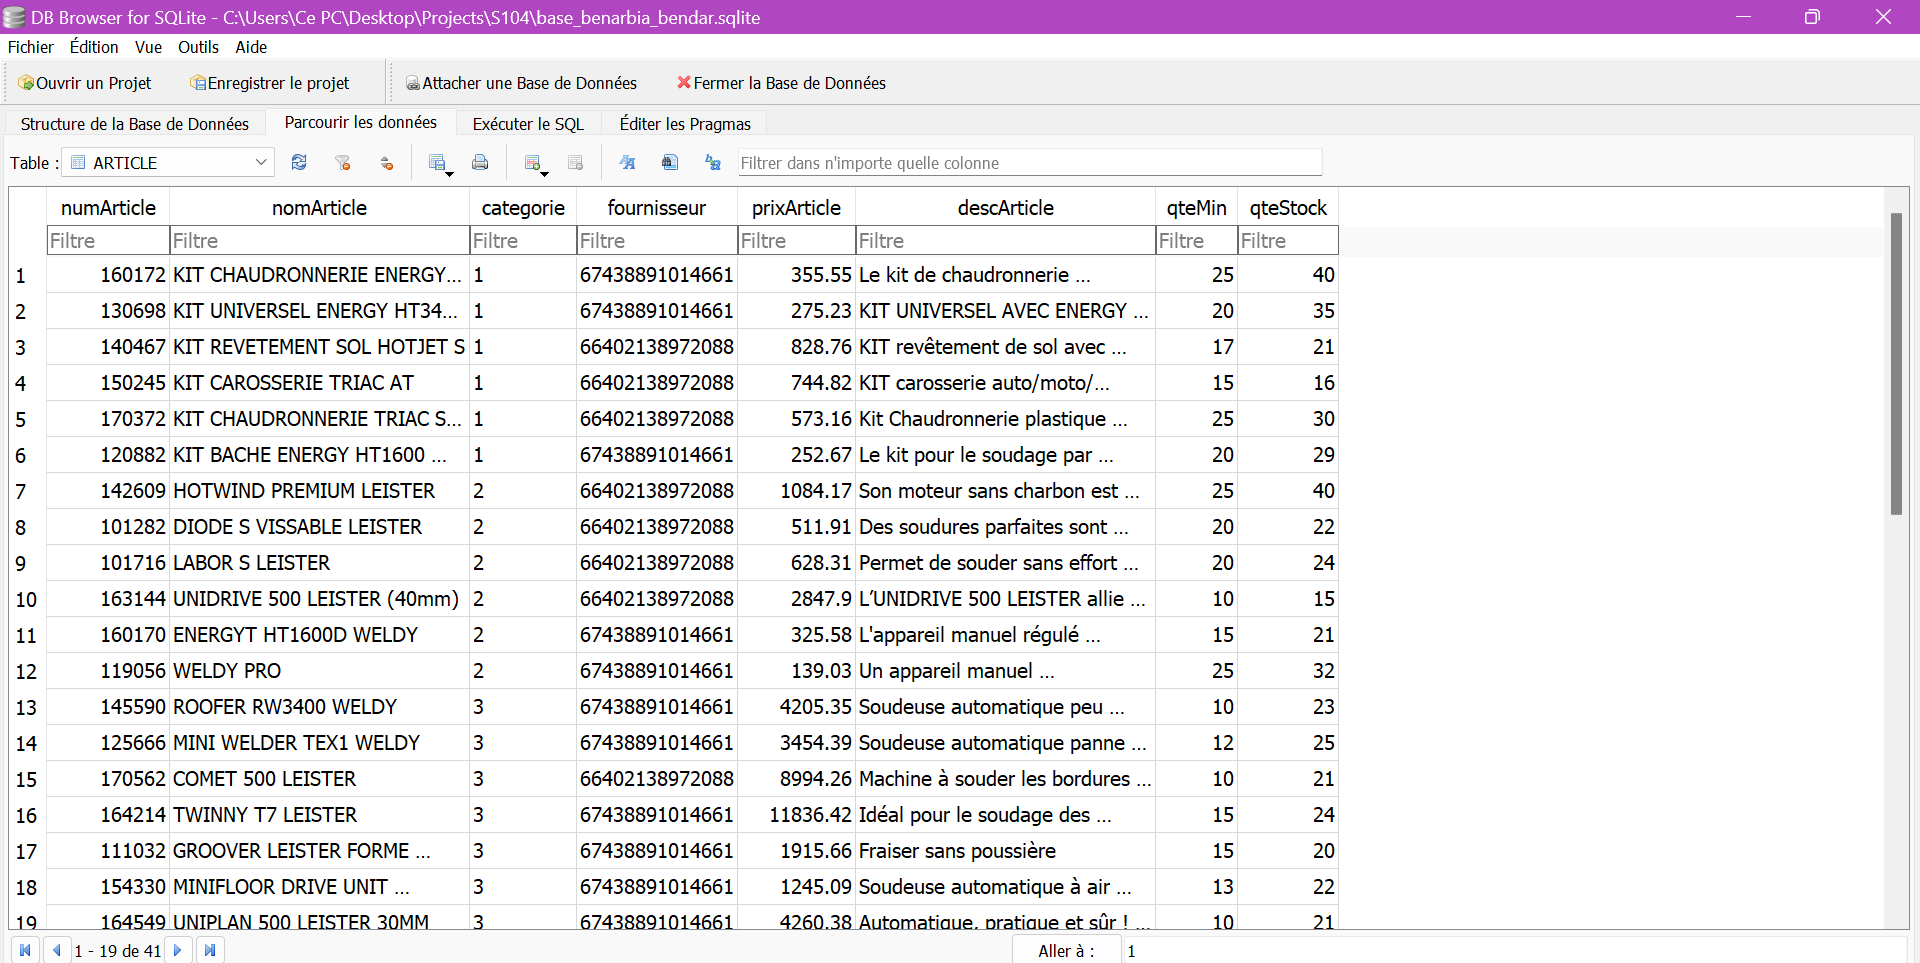 DB Browser for SQLite - C:\Users\Ce PC\Desktop\Projects\S104\base_benarbia_bendar.sqlite
Fichier Édition Vue Outils Aide
Ouvrir un Projet Enregistrer le projet Attacher une Base de Données Fermer la Base de Données
Structure de la Base de Données Parcourir les données Exécuter le SQL Éditer les Pragmas
Table : ARTICLE Filtrer dans n'importe quelle colonne
numArticle nomArticle categorie fournisseur prixArticle descArticle qteMin qteStock
Filtre Filtre Filtre Filtre Filtre Filtre Filtre Filtre
1 160172 KIT CHAUDRONNERIE ENERGY... 1 67438891014661 355.55 Le kit de chaudronnerie ... 25 40
2 130698 KIT UNIVERSEL ENERGY HT34... 1 67438891014661 275.23 KIT UNIVERSEL AVEC ENERGY ... 20 35
3 140467 KIT REVETEMENT SOL HOTJET S 1 66402138972088 828.76 KIT revêtement de sol avec ... 17 21
4 150245 KIT CAROSSERIE TRIAC AT 1 66402138972088 744.82 KIT carosserie auto/moto/... 15 16
5 170372 KIT CHAUDRONNERIE TRIAC S... 1 66402138972088 573.16 Kit Chaudronnerie plastique ... 25 30
6 120882 KIT BACHE ENERGY HT1600 ... 1 67438891014661 252.67 Le kit pour le soudage par ... 20 29
7 142609 HOTWIND PREMIUM LEISTER 2 66402138972088 1084.17 Son moteur sans charbon est ... 25 40
8 101282 DIODE S VISSABLE LEISTER 2 66402138972088 511.91 Des soudures parfaites sont ... 20 22
9 101716 LABOR S LEISTER 2 66402138972088 628.31 Permet de souder sans effort ... 20 24
10 163144 UNIDRIVE 500 LEISTER (40mm) 2 66402138972088 2847.9 L’UNIDRIVE 500 LEISTER allie ... 10 15
11 160170 ENERGYT HT1600D WELDY 2 67438891014661 325.58 L'appareil manuel régulé ... 15 21
12 119056 WELDY PRO 2 67438891014661 139.03 Un appareil manuel ... 25 32
13 145590 ROOFER RW3400 WELDY 3 67438891014661 4205.35 Soudeuse automatique peu ... 10 23
14 125666 MINI WELDER TEX1 WELDY 3 67438891014661 3454.39 Soudeuse automatique panne ... 12 25
15 170562 COMET 500 LEISTER 3 66402138972088 8994.26 Machine à souder les bordures ... 10 21
16 164214 TWINNY T7 LEISTER 3 67438891014661 11836.42 Idéal pour le soudage des ... 15 24
17 111032 GROOVER LEISTER FORME ... 3 67438891014661 1915.66 Fraiser sans poussière 15 20
18 154330 MINIFLOOR DRIVE UNIT ... 3 67438891014661 1245.09 Soudeuse automatique à air ... 13 22
19 164549 UNIPLAN 500 LEISTER 30MM 3 67438891014661 4260.38 Automatique, pratique et sûr ! ... 10 21
1 - 19 de 41 Aller à : 1